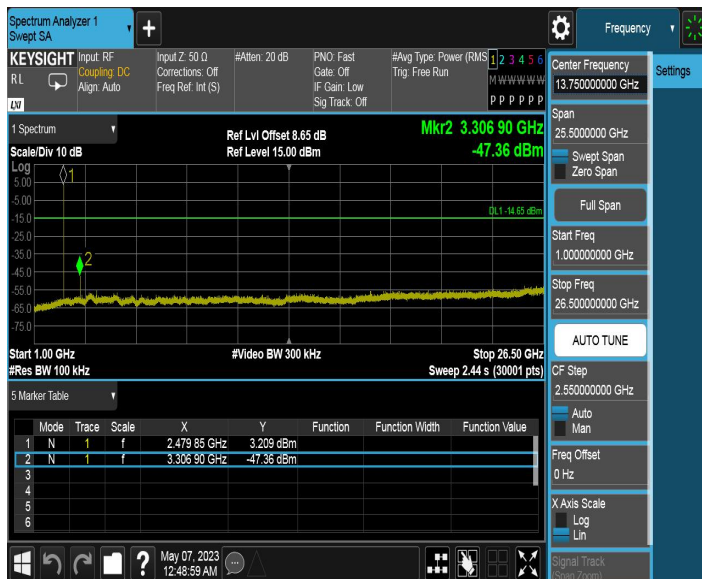 Spectrum Analyzer 1
Swept SA
+
Frequency
KEYSIGHT
RL
LXI
Input: RF
Coupling: DC
Align: Auto
Input Z: 50 Ω
Corrections: Off
Freq Ref: Int (S)
#Atten: 20 dB
PNO: Fast
Gate: Off
IF Gain: Low
Sig Track: Off
#Avg Type: Power (RMS
Trig: Free Run
1 2 3 4 5 6
M W W W W W
P P P P P P
1 Spectrum
Scale/Div 10 dB
Ref Lvl Offset 8.65 dB
Ref Level 15.00 dBm
Mkr2 3.306 90 GHz
-47.36 dBm
Log
5.00
-5.00
-15.0
-25.0
-35.0
-45.0
-55.0
-65.0
-75.0
1
2
DL1 -14.65 dBm
Start 1.00 GHz
#Res BW 100 kHz
#Video BW 300 kHz
Stop 26.50 GHz
Sweep 2.44 s (30001 pts)
5 Marker Table
Mode Trace Scale X Y Function Function Width Function Value
1 N 1 f 2.479 85 GHz 3.209 dBm
2 N 1 f 3.306 90 GHz -47.36 dBm
3
4
5
6
?
May 07, 2023
12:48:59 AM
Center Frequency
13.750000000 GHz
Settings
Span
25.5000000 GHz
Swept Span
Zero Span
Full Span
Start Freq
1.000000000 GHz
Stop Freq
26.500000000 GHz
AUTO TUNE
CF Step
2.550000000 GHz
Auto
Man
Freq Offset
0 Hz
X Axis Scale
Log
Lin
Signal Track
(Span Zoom)